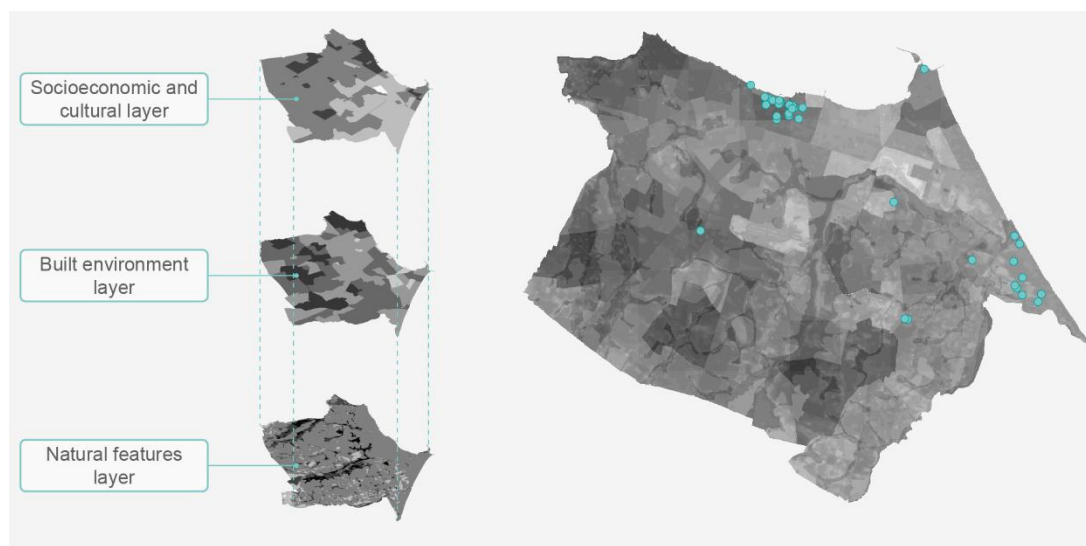 Socioeconomic and
cultural layer
Built environment
layer
Natural features
layer